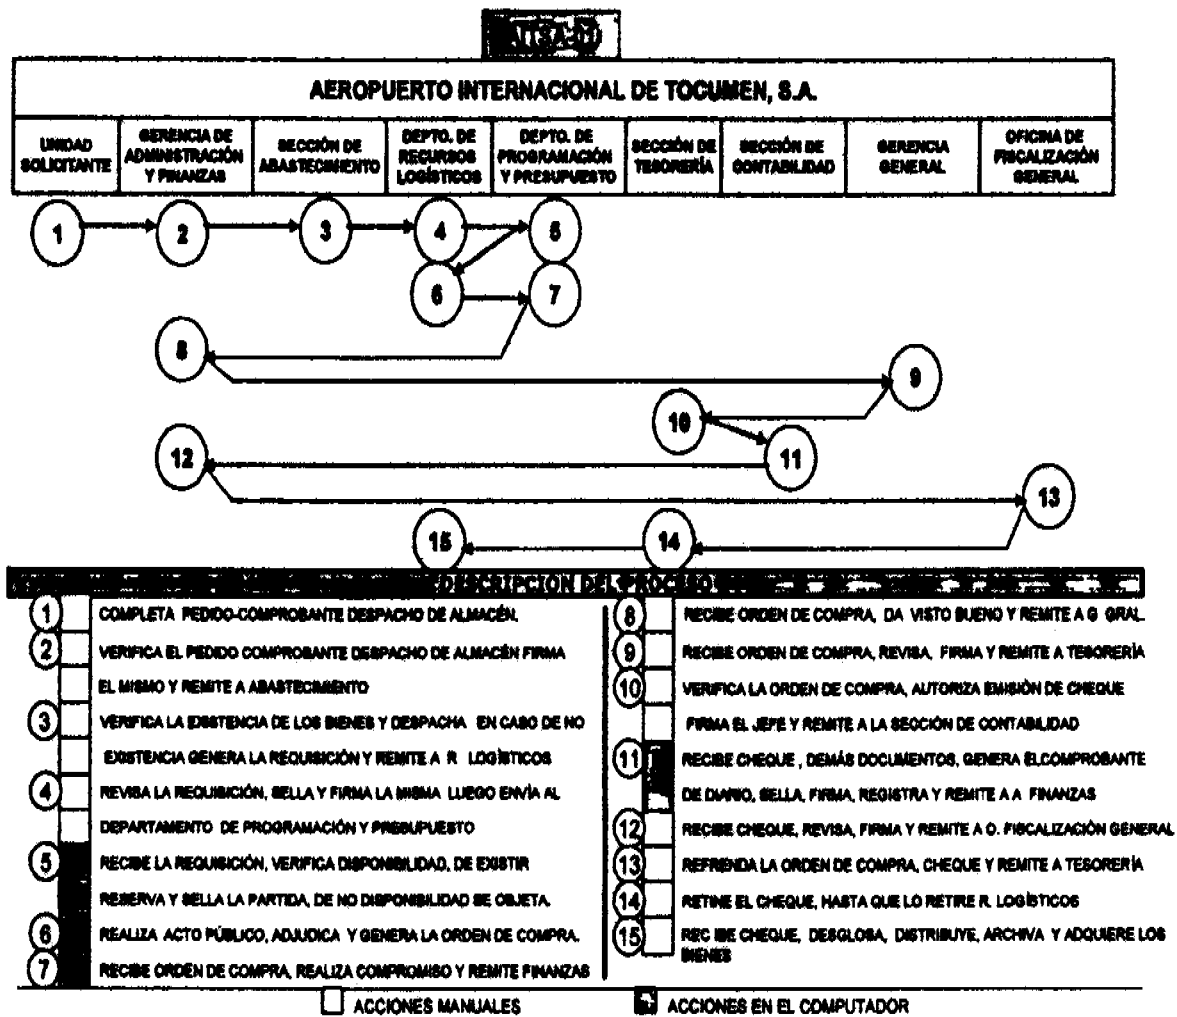 AITSA-01
AEROPUERTO INTERNACIONAL DE TOCUMEN, S.A.
UNIDAD
SOLICITANTE
GERENCIA DE
ADMINISTRACIÓN
Y FINANZAS
SECCIÓN DE
ABASTECIMIENTO
DEPTO. DE
RECURSOS
LOGÍSTICOS
DEPTO. DE
PROGRAMACIÓN
Y PRESUPUESTO
SECCIÓN DE
TESORERÍA
SECCIÓN DE
CONTABILIDAD
GERENCIA
GENERAL
OFICINA DE
FISCALIZACIÓN
GENERAL
1 2 3 4 5
6 7
8 9
10
11
12
13
15 14
DESCRIPCION DEL PROCESO
1 COMPLETA PEDIDO-COMPROBANTE DESPACHO DE ALMACÉN.
2 VERIFICA EL PEDIDO COMPROBANTE DESPACHO DE ALMACÉN FIRMA
EL MISMO Y REMITE A ABASTECIMIENTO
3 VERIFICA LA EXISTENCIA DE LOS BIENES Y DESPACHA EN CASO DE NO
EXISTENCIA GENERA LA REQUISICIÓN Y REMITE A R LOGÍSTICOS
4 REVISA LA REQUISICIÓN, SELLA Y FIRMA LA MISMA LUEGO ENVÍA AL
DEPARTAMENTO DE PROGRAMACIÓN Y PRESUPUESTO
5 RECIBE LA REQUISICIÓN, VERIFICA DISPONIBILIDAD, DE EXISTIR
RESERVA Y SELLA LA PARTIDA, DE NO DISPONIBILIDAD SE OBJETA.
6 REALIZA ACTO PÚBLICO, ADJUDICA Y GENERA LA ORDEN DE COMPRA.
7 RECIBE ORDEN DE COMPRA, REALIZA COMPROMISO Y REMITE FINANZAS
8 RECIBE ORDEN DE COMPRA, DA VISTO BUENO Y REMITE A G GRAL.
9 RECIBE ORDEN DE COMPRA, REVISA, FIRMA Y REMITE A TESORERÍA
10 VERIFICA LA ORDEN DE COMPRA, AUTORIZA EMISIÓN DE CHEQUE
FIRMA EL JEFE Y REMITE A LA SECCIÓN DE CONTABILIDAD
11 RECIBE CHEQUE , DEMÁS DOCUMENTOS, GENERA ELCOMPROBANTE
DE DIARIO, SELLA, FIRMA, REGISTRA Y REMITE A A FINANZAS
12 RECIBE CHEQUE, REVISA, FIRMA Y REMITE A O. FISCALIZACIÓN GENERAL
13 REFRENDA LA ORDEN DE COMPRA, CHEQUE Y REMITE A TESORERÍA
14 RETINE EL CHEQUE, HASTA QUE LO RETIRE R. LOGÍSTICOS
15 RECIBE CHEQUE, DESGLOSA, DISTRIBUYE, ARCHIVA Y ADQUIERE LOS
BIENES
ACCIONES MANUALES
ACCIONES EN EL COMPUTADOR